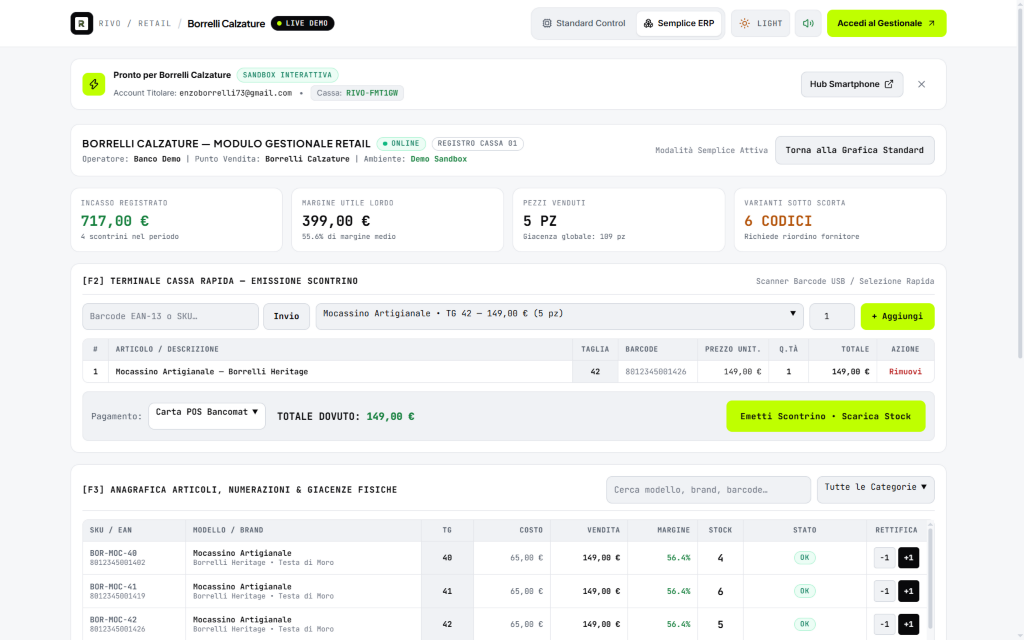 R RIVO / RETAIL / Borrelli Calzature LIVE DEMO Standard Control Semplice ERP LIGHT Accedi al Gestionale ↗
Pronto per Borrelli Calzature SANDBOX INTERATTIVA
Account Titolare: enzoborrelli73@gmail.com • Cassa: RIVO-FMT1GW
Hub Smartphone
BORRELLI CALZATURE — MODULO GESTIONALE RETAIL ONLINE REGISTRO CASSA 01
Operatore: Banco Demo | Punto Vendita: Borrelli Calzature | Ambiente: Demo Sandbox
Modalità Semplice Attiva Torna alla Grafica Standard
INCASSO REGISTRATO MARGINE UTILE LORDO PEZZI VENDUTI VARIANTI SOTTO SCORTA
717,00 € 399,00 € 5 PZ 6 CODICI
4 scontrini nel periodo 55.6% di margine medio Giacenza globale: 109 pz Richiede riordino fornitore
[F2] TERMINALE CASSA RAPIDA — EMISSIONE SCONTRINO Scanner Barcode USB / Selezione Rapida
Barcode EAN-13 o SKU… Invio Mocassino Artigianale • TG 42 — 149,00 € (5 pz) ▼ 1 + Aggiungi
# ARTICOLO / DESCRIZIONE TAGLIA BARCODE PREZZO UNIT. Q.TÀ TOTALE AZIONE
1 Mocassino Artigianale — Borrelli Heritage 42 8012345001426 149,00 € 1 149,00 € Rimuovi
Pagamento: Carta POS Bancomat ▼ TOTALE DOVUTO: 149,00 € Emetti Scontrino • Scarica Stock
[F3] ANAGRAFICA ARTICOLI, NUMERAZIONI & GIACENZE FISICHE Cerca modello, brand, barcode… Tutte le Categorie ▼
SKU / EAN MODELLO / BRAND TG COSTO VENDITA MARGINE STOCK STATO RETTIFICA
BOR-MOC-40 Mocassino Artigianale 40 65,00 € 149,00 € 56.4% 4 OK -1 +1
8012345001402 Borrelli Heritage • Testa di Moro
BOR-MOC-41 Mocassino Artigianale 41 65,00 € 149,00 € 56.4% 6 OK -1 +1
8012345001419 Borrelli Heritage • Testa di Moro
BOR-MOC-42 Mocassino Artigianale 42 65,00 € 149,00 € 56.4% 5 OK -1 +1
8012345001426 Borrelli Heritage • Testa di Moro